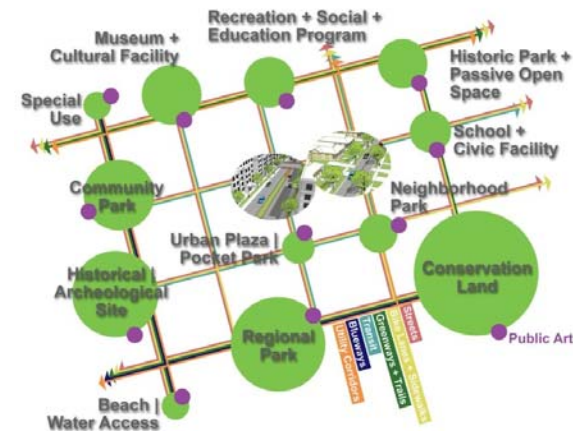 Museum +
Cultural Facility
Recreation + Social +
Education Program
Historic Park +
Passive Open
Space
Special
Use
School +
Civic Facility
Community
Park
Neighborhood
Park
Urban Plaza |
Pocket Park
Historical |
Archeological
Site
Conservation
Land
Regional
Park
Public Art
Beach |
Water Access
Utility Corridors
Blueways
Transit
Greenways + Trails
Bike Lanes + Sidewalks
Streets